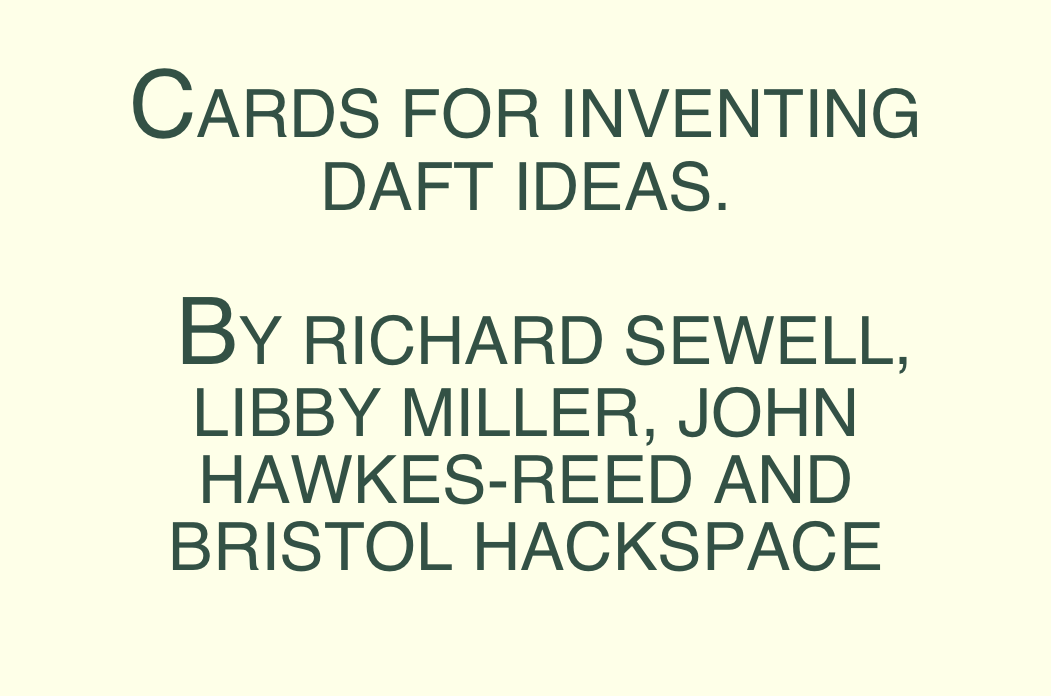 CARDS FOR INVENTING
DAFT IDEAS.
BY RICHARD SEWELL,
LIBBY MILLER, JOHN
HAWKES-REED AND
BRISTOL HACKSPACE